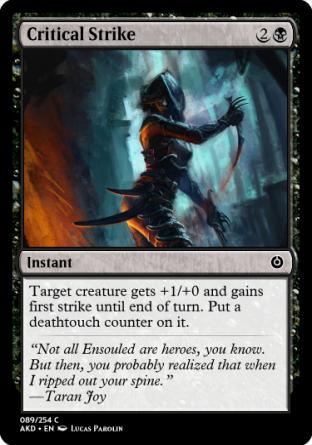 Critical Strike 2
Instant
Target creature gets +1/+0 and gains
first strike until end of turn. Put a
deathtouch counter on it.
“Not all Ensouled are heroes, you know.
But then, you probably realized that when
I ripped out your spine.”
—Taran Joy
089/254 C
AKD • EN LUCAS PAROLIN